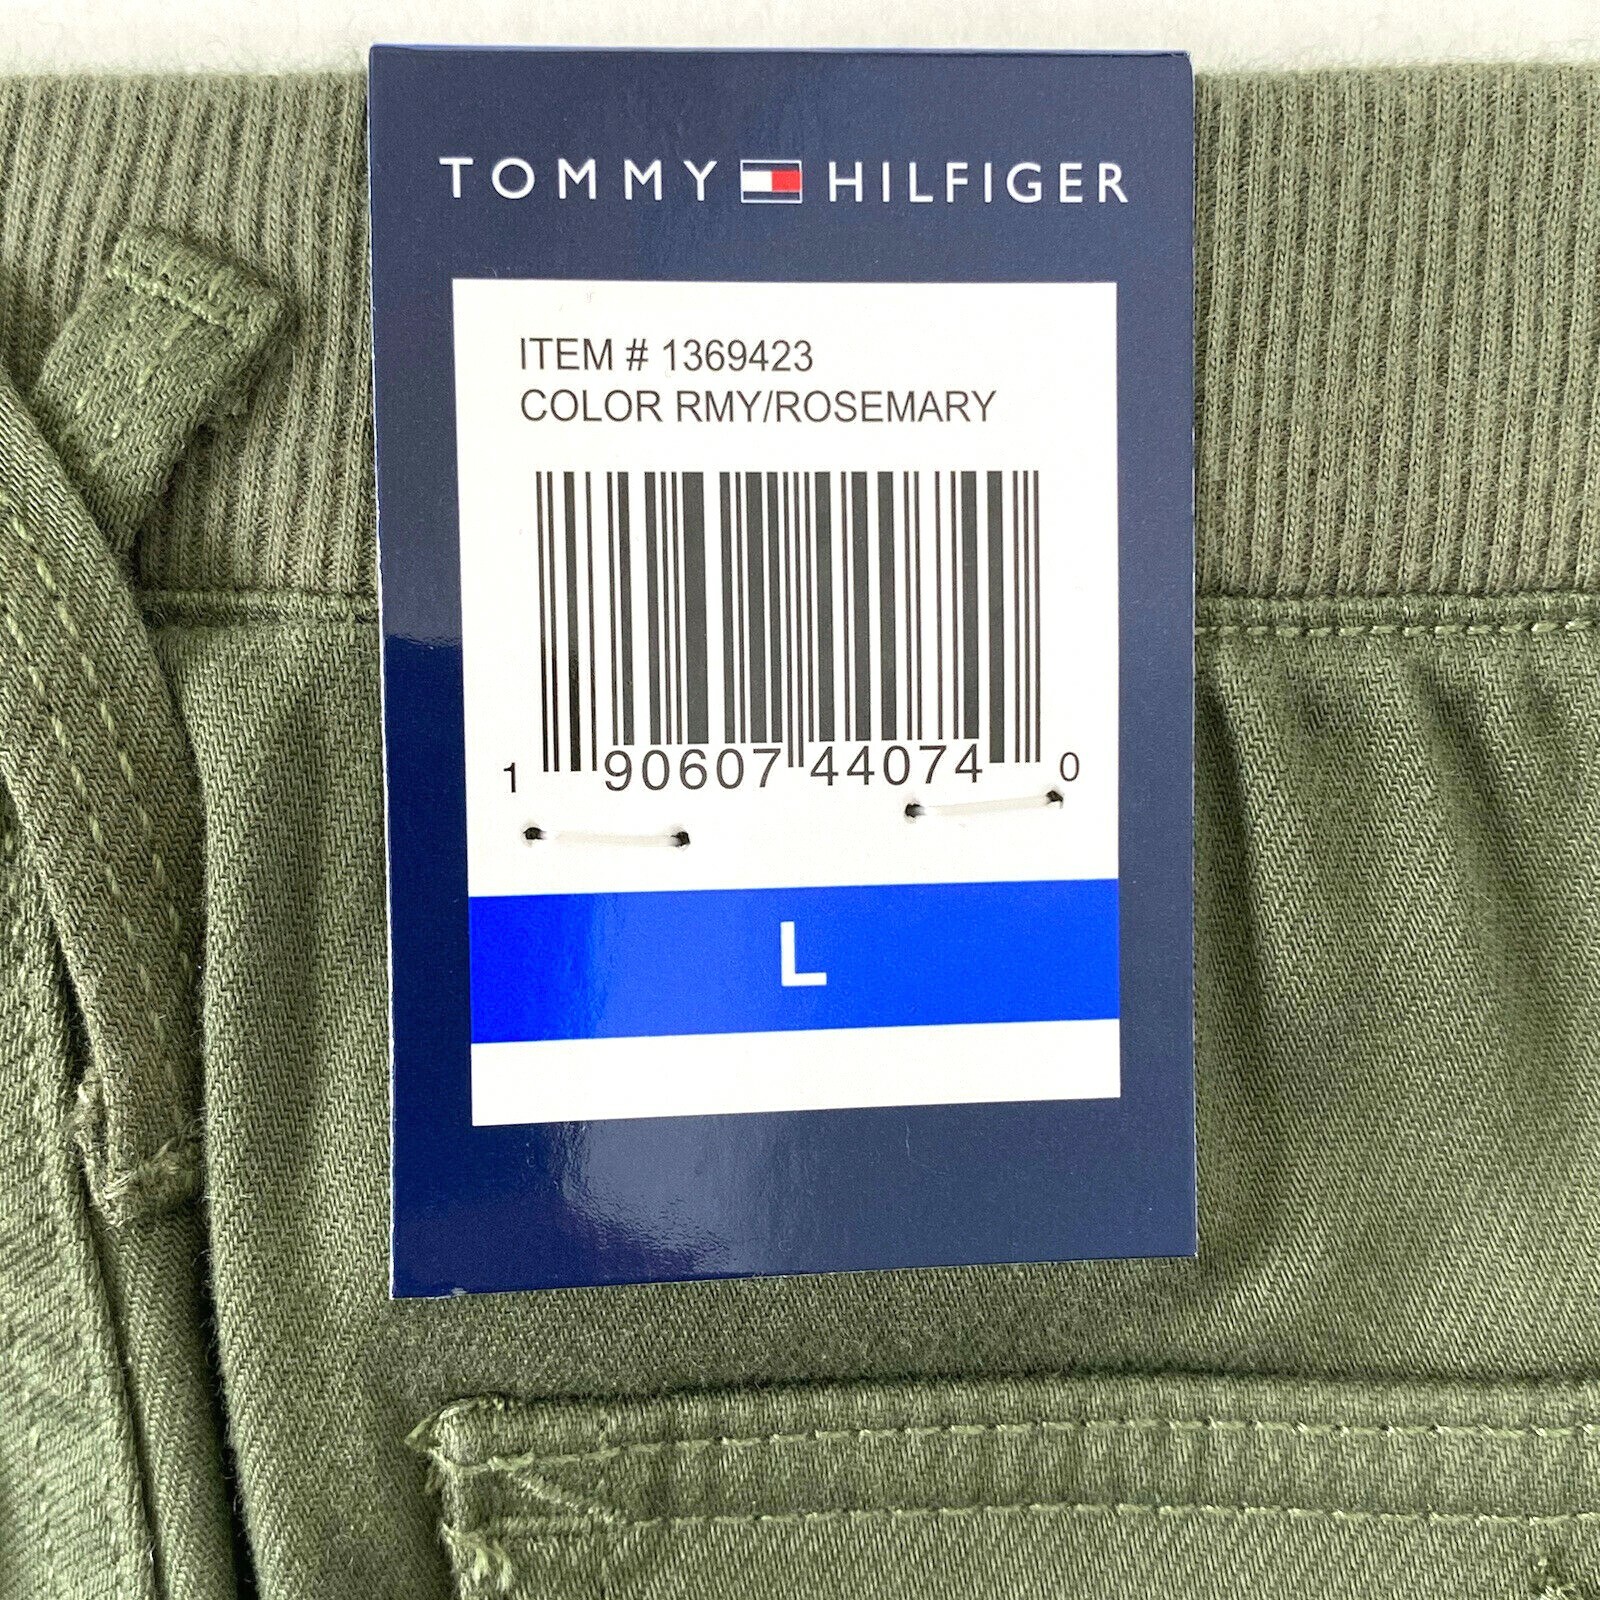 TOMMY HILFIGER
ITEM # 1369423
COLOR RMY/ROSEMARY
1 90607 44074 0
L